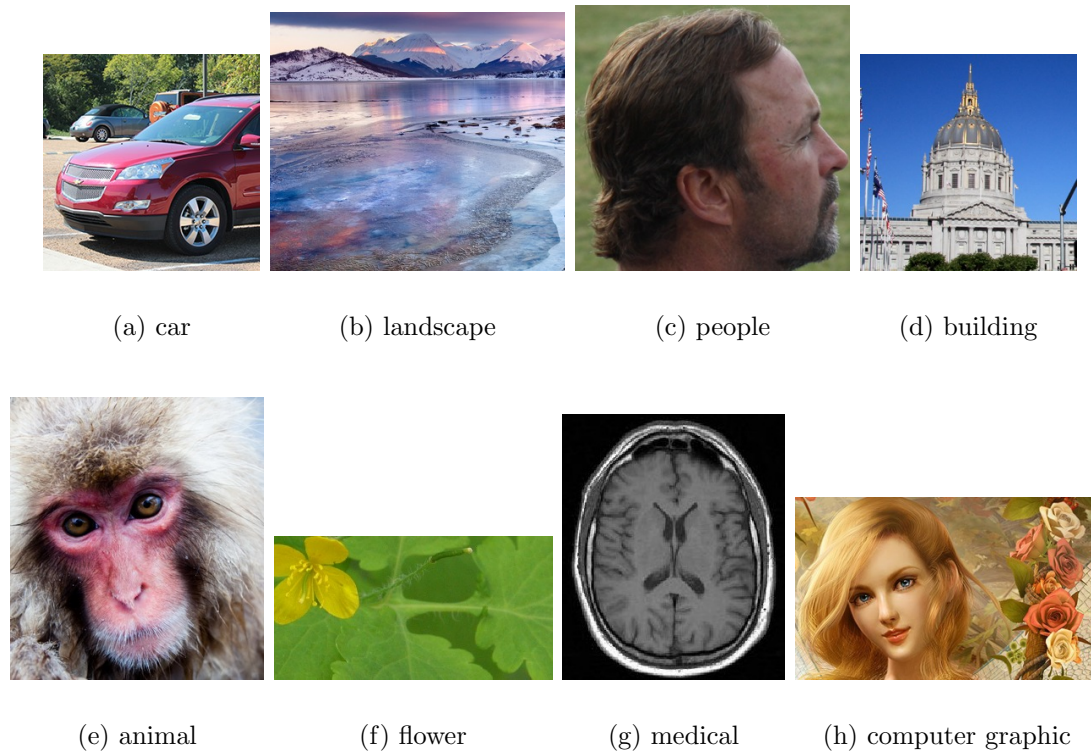 (a) car
(b) landscape
(c) people
(d) building
(e) animal
(f) flower
(g) medical
(h) computer graphic